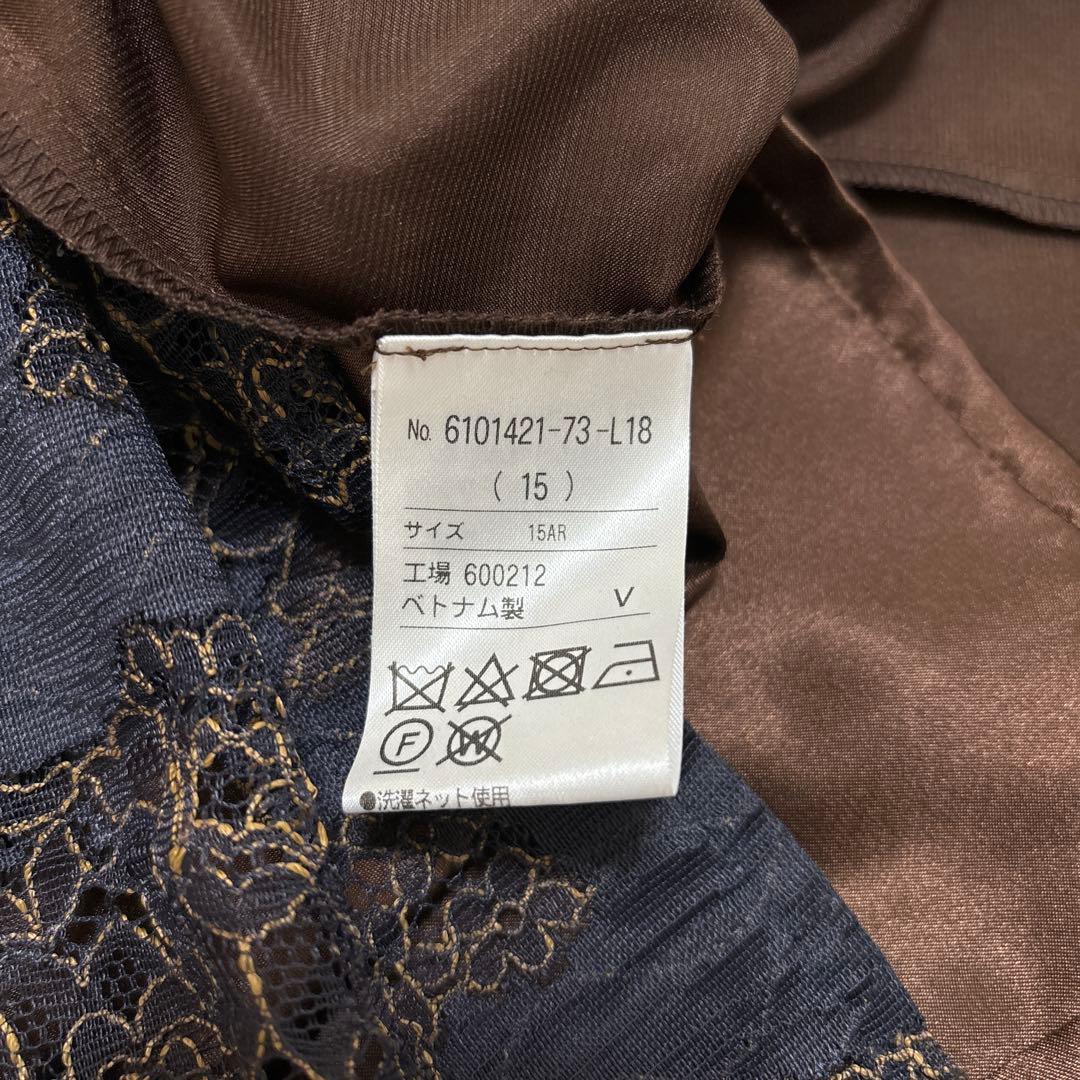 No. 6101421-73-L18
( 15 )
サイズ 15AR
工場 600212
ベトナム製 V
F W
●洗濯ネット使用